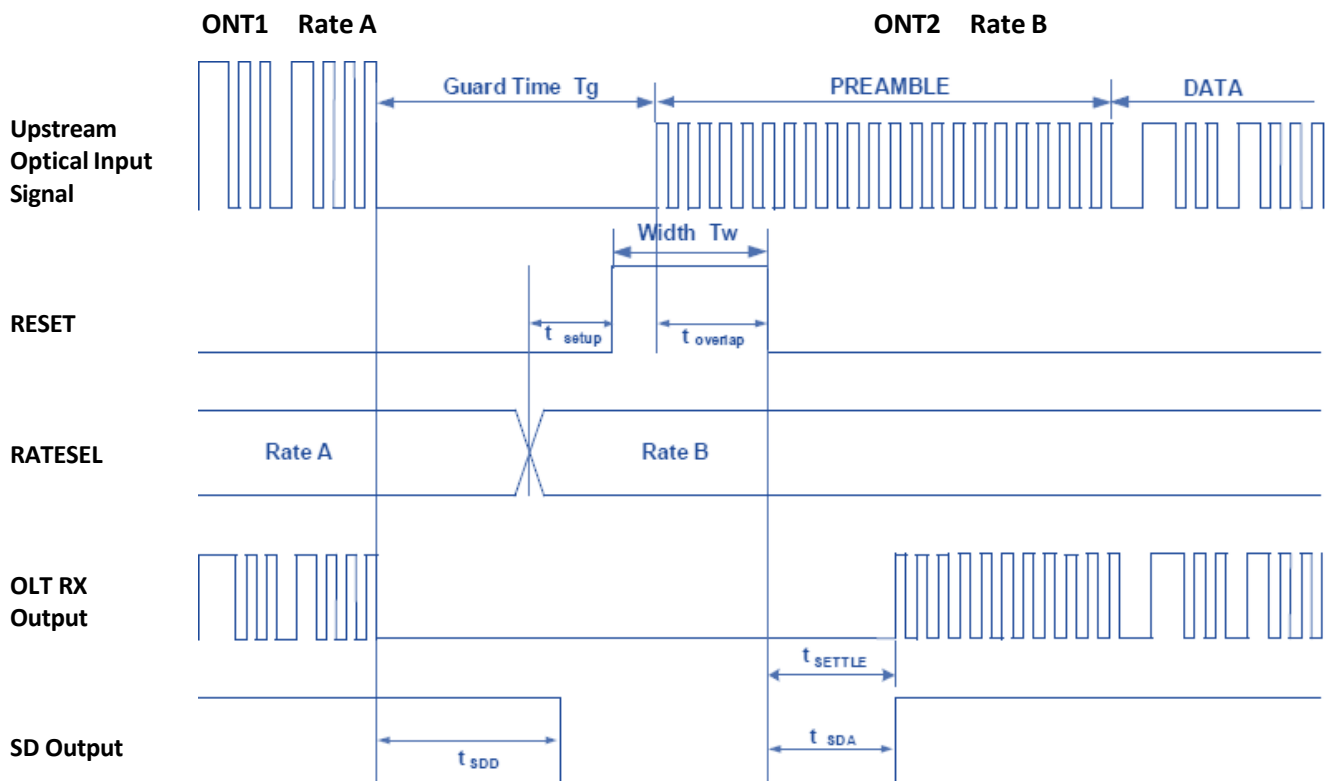 ONT1 Rate A
ONT2 Rate B
Guard Time Tg
PREAMBLE
DATA
Upstream
Optical Input
Signal
Width Tw
RESET
t setup
t overlap
RATESEL
Rate A
Rate B
OLT RX
Output
t SETTLE
SD Output
t SDD
t SDA